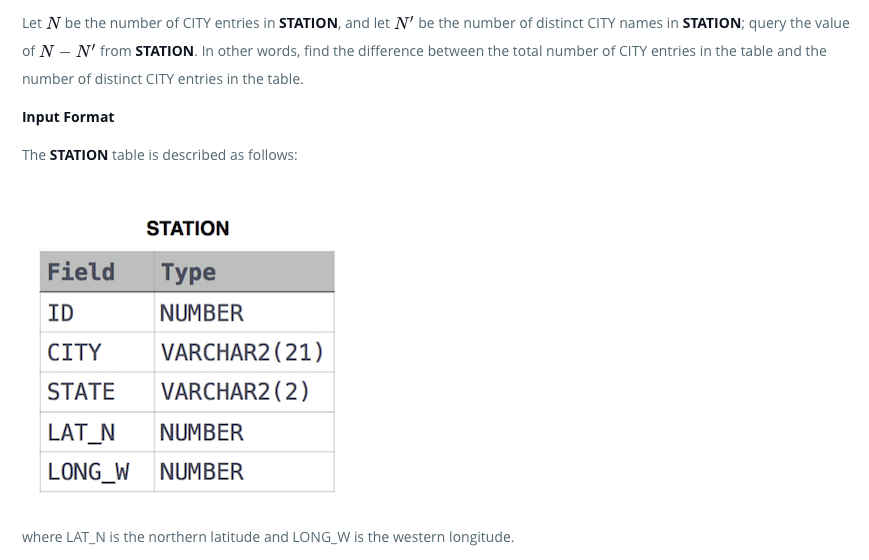 Let N be the number of CITY entries in STATION, and let N′ be the number of distinct CITY names in STATION; query the value
of N − N′ from STATION. In other words, find the difference between the total number of CITY entries in the table and the
number of distinct CITY entries in the table.
Input Format
The STATION table is described as follows:
STATION
Field Type
ID NUMBER
CITY VARCHAR2(21)
STATE VARCHAR2(2)
LAT_N NUMBER
LONG_W NUMBER
where LAT_N is the northern latitude and LONG_W is the western longitude.